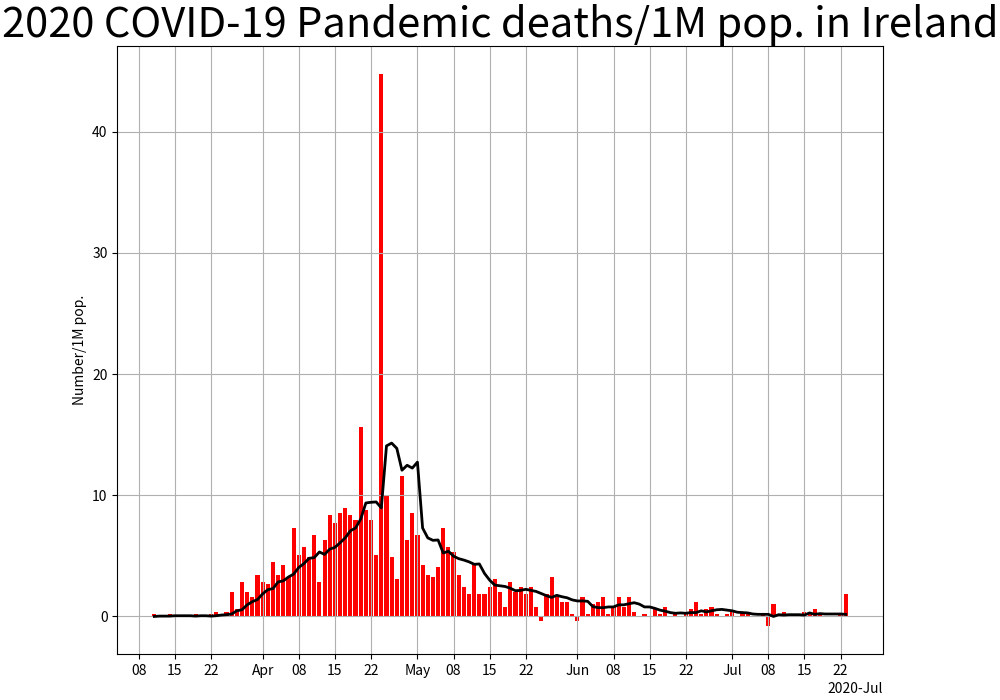 2020 COVID-19 Pandemic deaths/1M pop. in Ireland
Number/1M pop.
40
30
20
10
0
08 15 22 Apr 08 15 22 May 08 15 22 Jun 08 15 22 Jul 08 15 22
2020-Jul